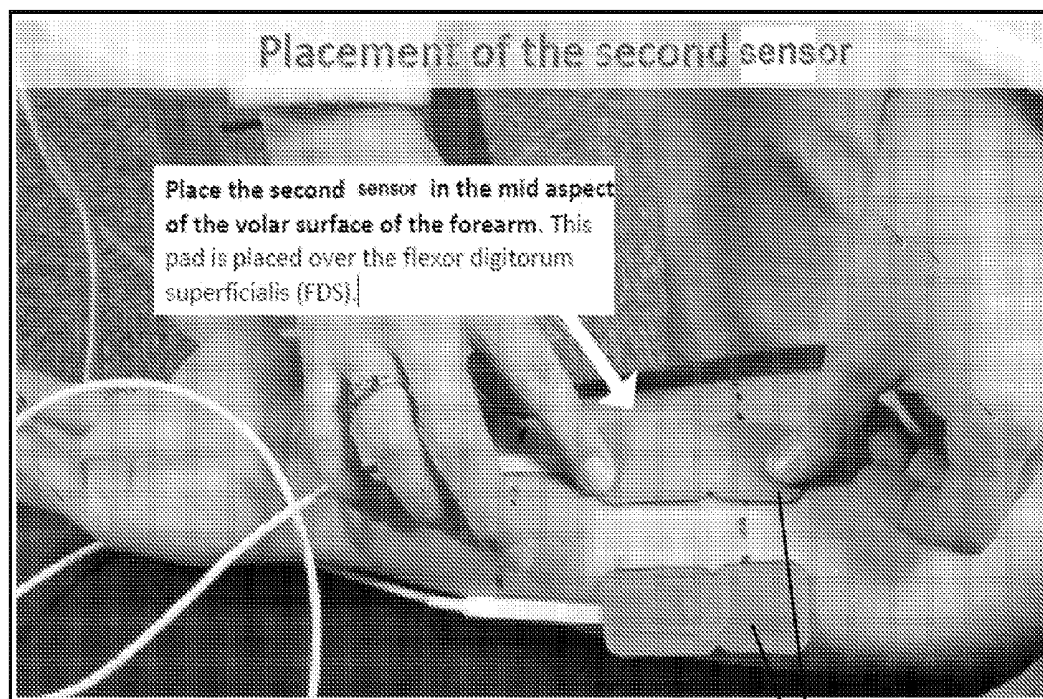 Placement of the second sensor
Place the second sensor in the mid aspect
of the volar surface of the forearm. This
pad is placed over the flexor digitorum
superficialis (FDS).